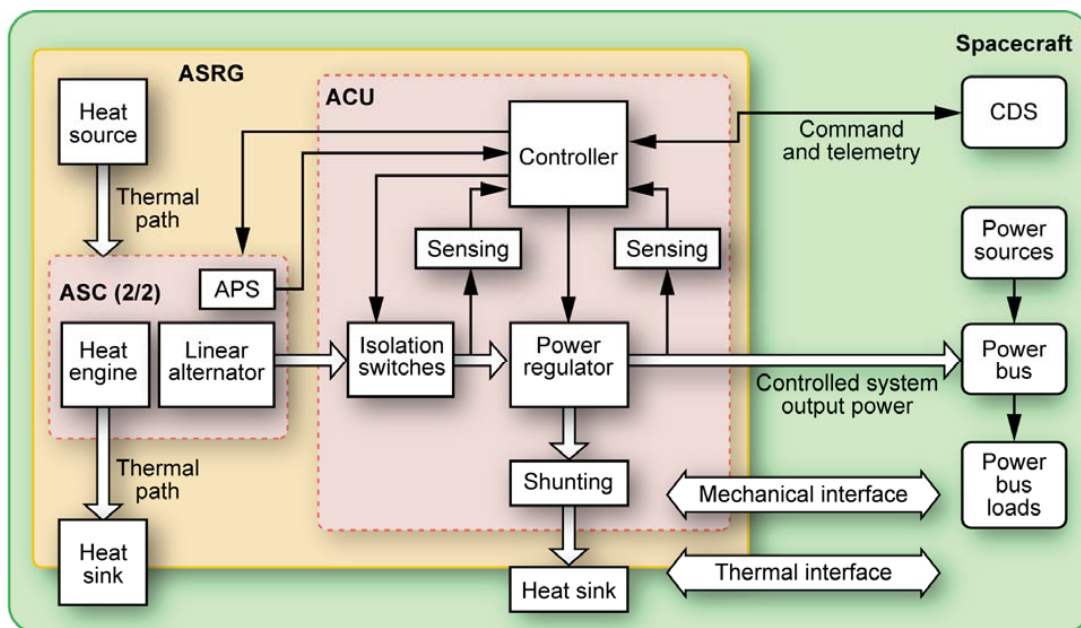 Spacecraft
ASRG
ACU
Heat
source
Controller
CDS
Command
and telemetry
Thermal
path
Sensing
Sensing
Power
sources
ASC (2/2)
APS
Heat
engine
Linear
alternator
Isolation
switches
Power
regulator
Power
bus
Controlled system
output power
Thermal
path
Shunting
Mechanical interface
Power
bus
loads
Heat
sink
Heat sink
Thermal interface